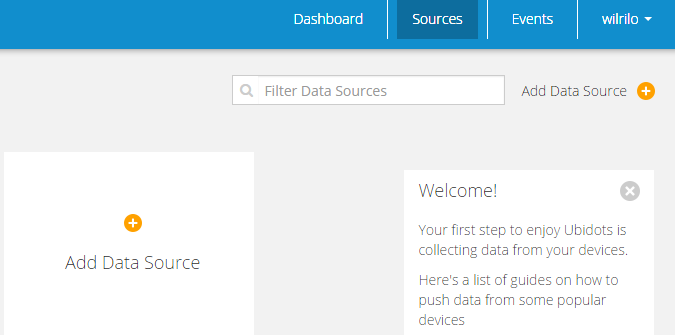 Dashboard Sources Events wilrilo
Filter Data Sources Add Data Source
Add Data Source
Welcome!
Your first step to enjoy Ubidots is
collecting data from your devices.
Here's a list of guides on how to
push data from some popular
devices